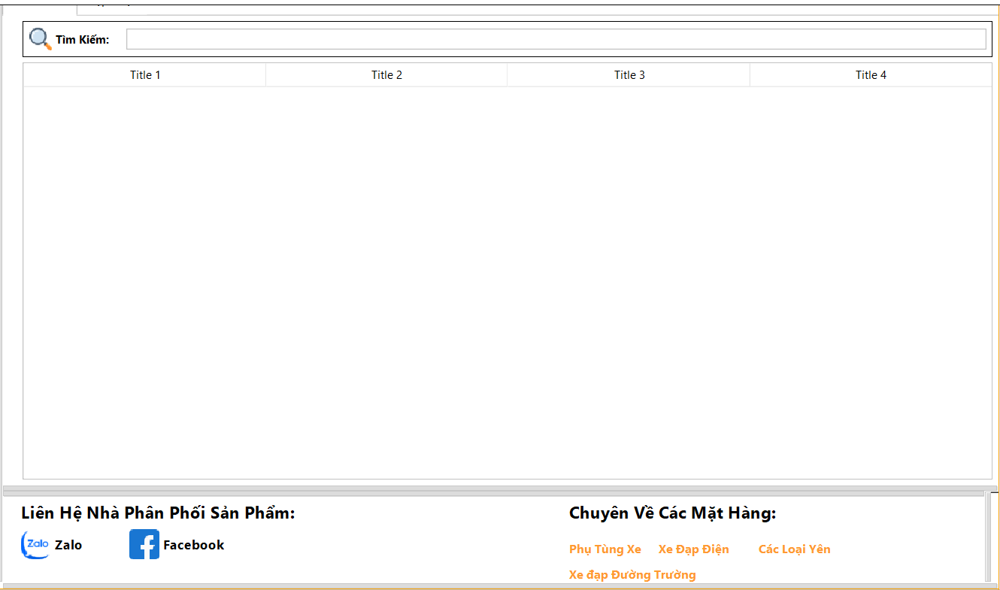 Tìm Kiếm:
Title 1 Title 2 Title 3 Title 4
Liên Hệ Nhà Phân Phối Sản Phẩm:
Zalo Zalo Facebook
Chuyên Về Các Mặt Hàng:
Phụ Tùng Xe Xe Đạp Điện Các Loại Yên
Xe đạp Đường Trường